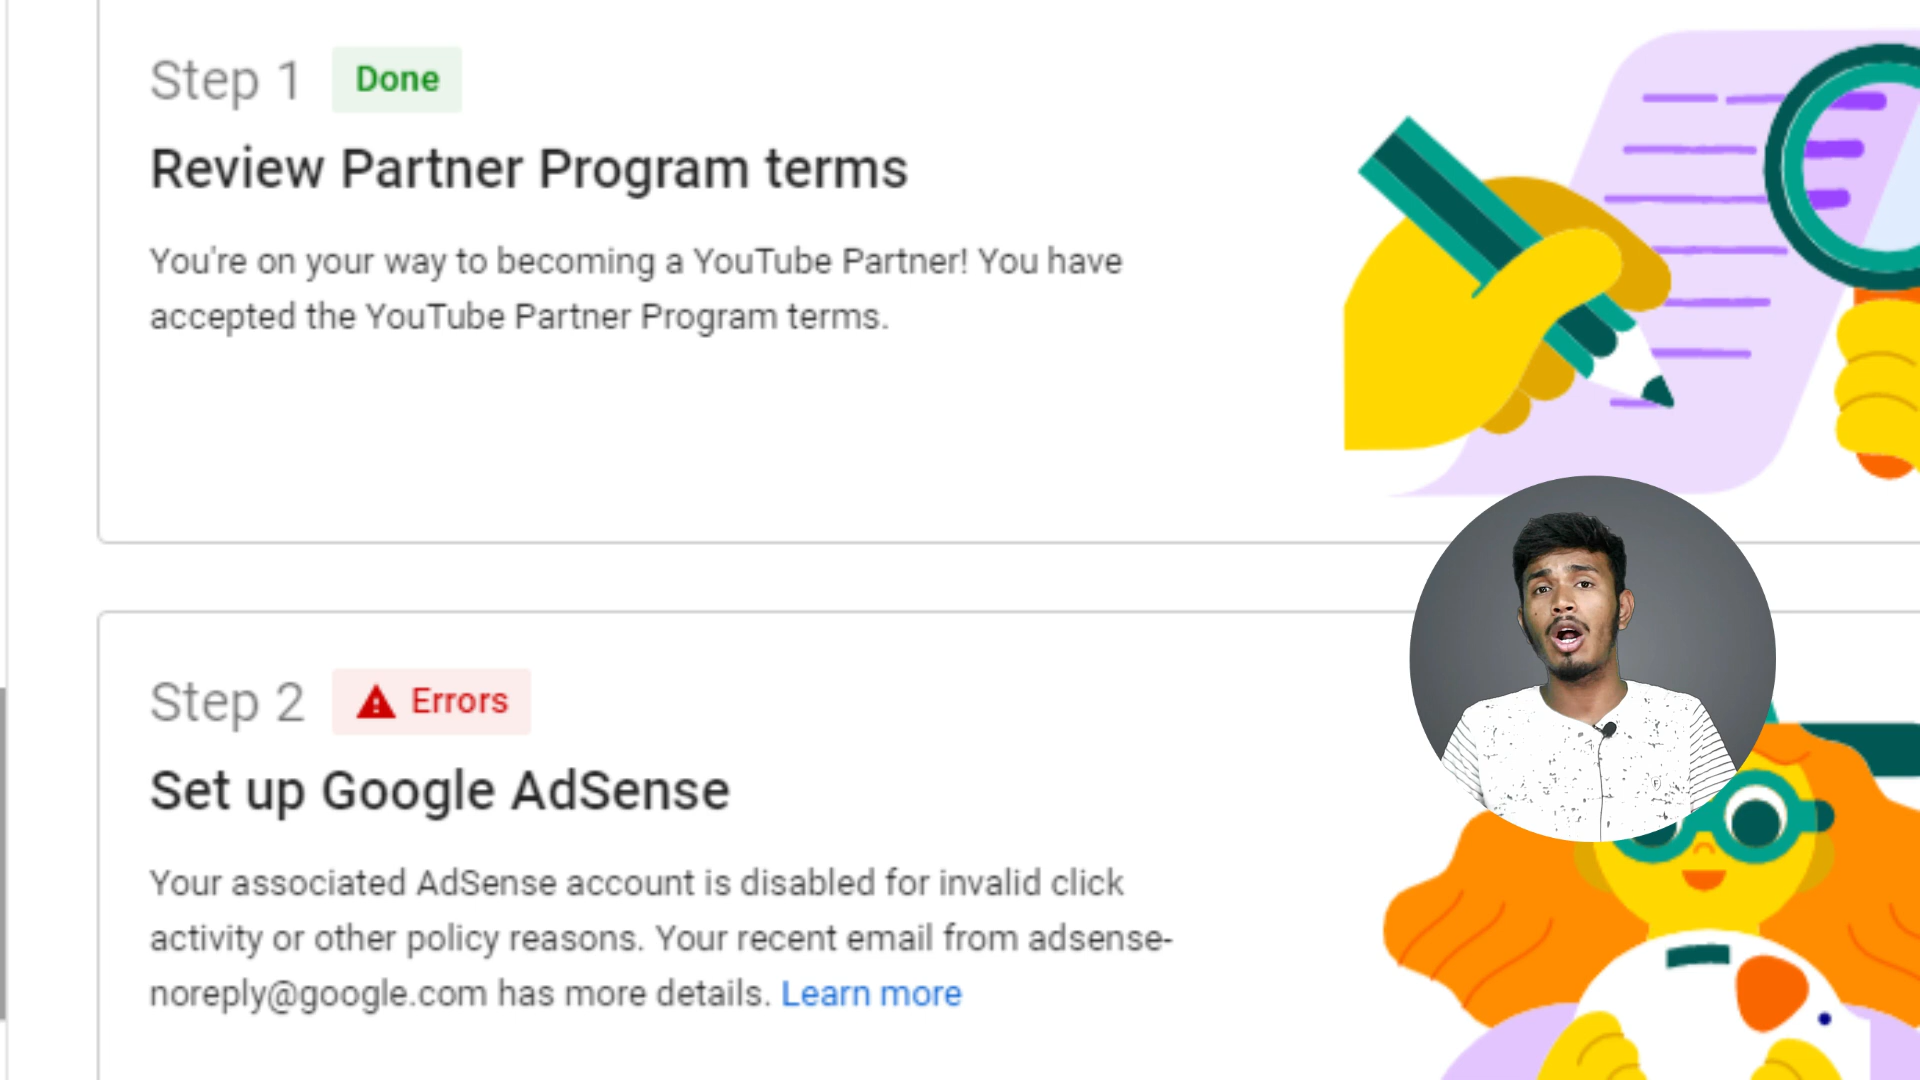 Step 1 Done
Review Partner Program terms
You're on your way to becoming a YouTube Partner! You have
accepted the YouTube Partner Program terms.
Step 2 Errors
Set up Google AdSense
Your associated AdSense account is disabled for invalid click
activity or other policy reasons. Your recent email from adsense-
noreply@google.com has more details. Learn more